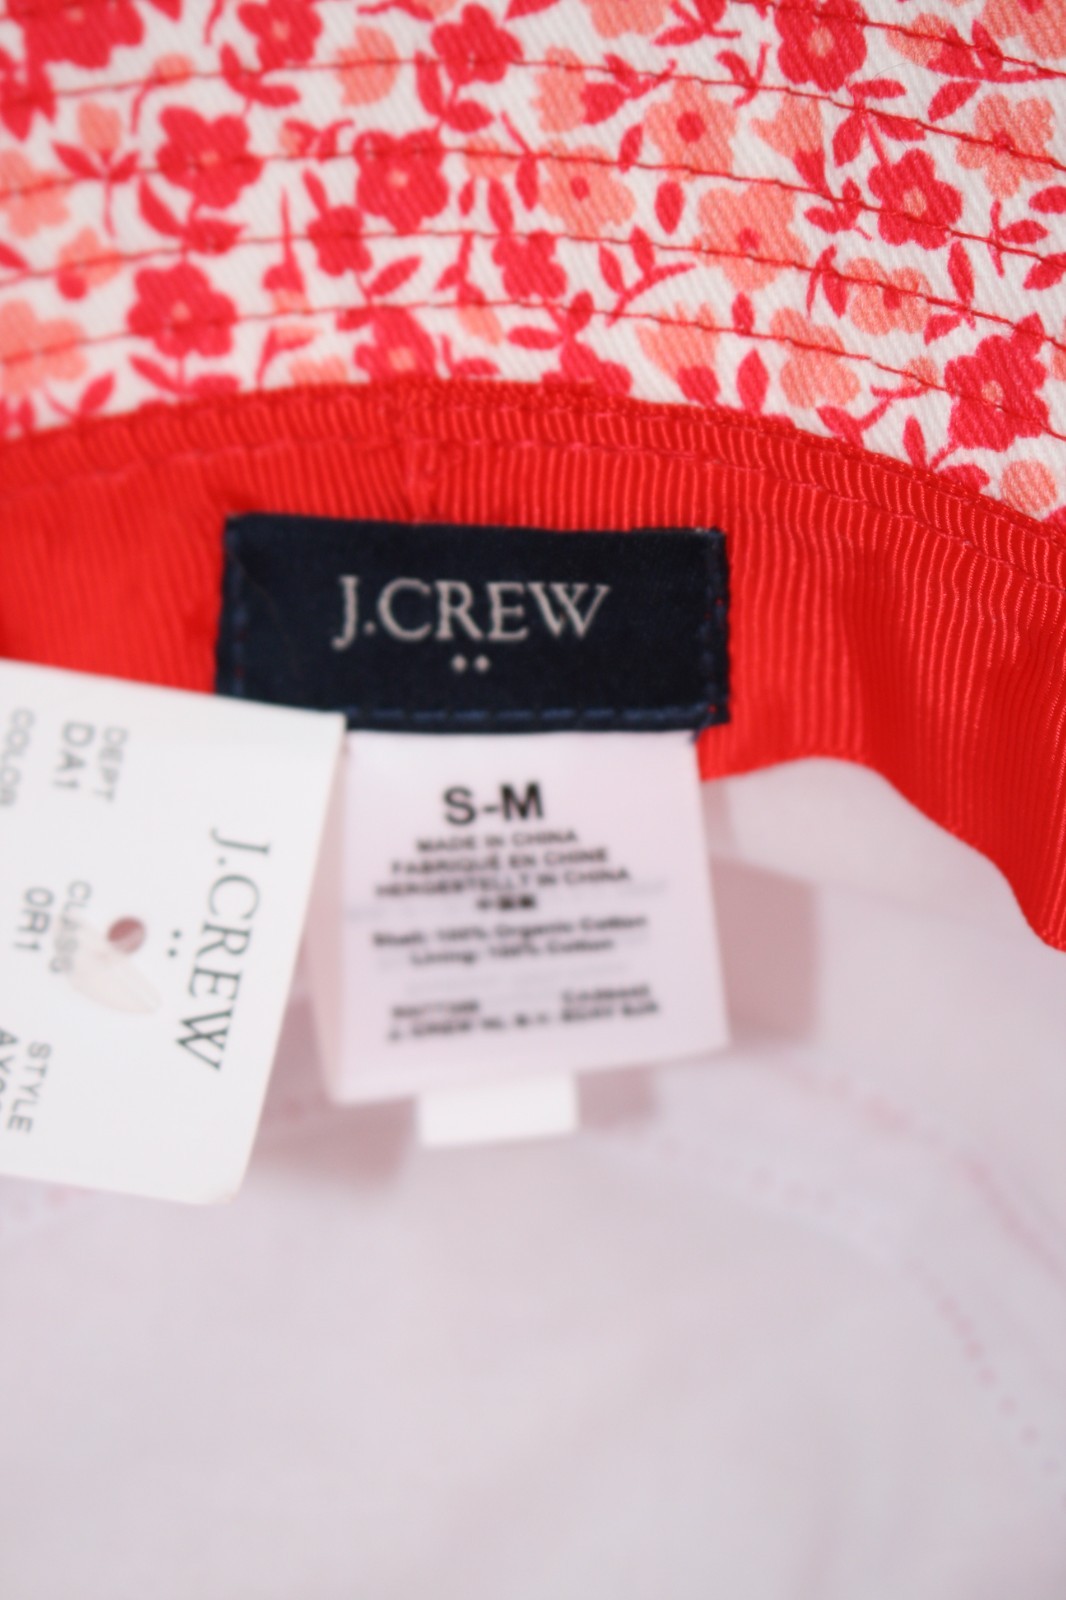 J.CREW
S-M
MADE IN CHINA
FABRIQUÉ EN CHINE
HERGESTELLT IN CHINA
Shell: 100% Organic Cotton
Lining: 100% Cotton
J. CREW
DEPT
DA1
COLOR
CLASS
0R1
STYLE
J.CREW